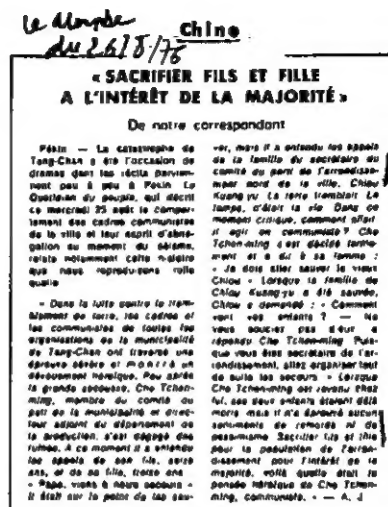 Le Monde
du 26/8/76
Chine
« SACRIFIER FILS ET FILLE
A L'INTÉRÊT DE LA MAJORITÉ »
De notre correspondant
Pékin — La catastrophe de
Tang-Chan a été l'occasion de
drames dont les récits parvien-
nent peu à peu à Pékin Le
Quotidien du peuple, qui décrit
ce mercredi 25 août le compor-
tement des cadres communistes
de la ville et leur esprit d'abné-
gation au moment du séisme,
relate notamment cette histoire
que nous reproduisons telle
quelle
« Dans la lutte contre le trem-
blement de terre, les cadres et
les communistes de toutes les
organisations de la municipalité
de Tang-Chan ont traversé une
épreuve sévère et montré un
dévouement héroïque. Peu après
la grande secousse, Che Tchen-
ming, membre du comité du
parti de la municipalité et direc-
teur adjoint du département de
la production, s'est dégagé des
ruines. A ce moment il a entendu
les appels de son fils, seize
ans, et de sa fille, treize ans
« Papa, viens à notre secours »
Il était sur le point de les sau-
ver, mais il a entendu les appels
de la famille du secrétaire du
comité du parti de l'arrondisse-
ment nord de la ville, Chiou
Kuang-yu La terre tremblait Le
temps, c'était la vie Dans ce
moment critique, comment allait-
il agir en communiste ? Che
Tchen-ming s'est décidé ferme-
ment et a dit à sa femme :
« Je dois aller sauver le vieux
Chiou » Lorsque la famille de
Chiou Kuang-yu a été sauvée,
Chiou a demandé : « Comment
vont vos enfants ? — Ne
vous souciez pas d'eux a
répondu Che Tchen-ming Puis-
que vous êtes secrétaire de l'ar-
rondissement, allez organiser tout
de suite les secours » Lorsque
Che Tchen-ming est revenu chez
lui, ses deux enfants étaient déjà
morts mais il n'a éprouvé aucun
sentiments de remords ni de
pessimisme Sacrifier fils et fille
pour la population de l'arron-
dissement pour l'intérêt de la
majorité, voilà quelle était la
pensée héroïque de Che Tchen-
ming, communiste. » — A. J